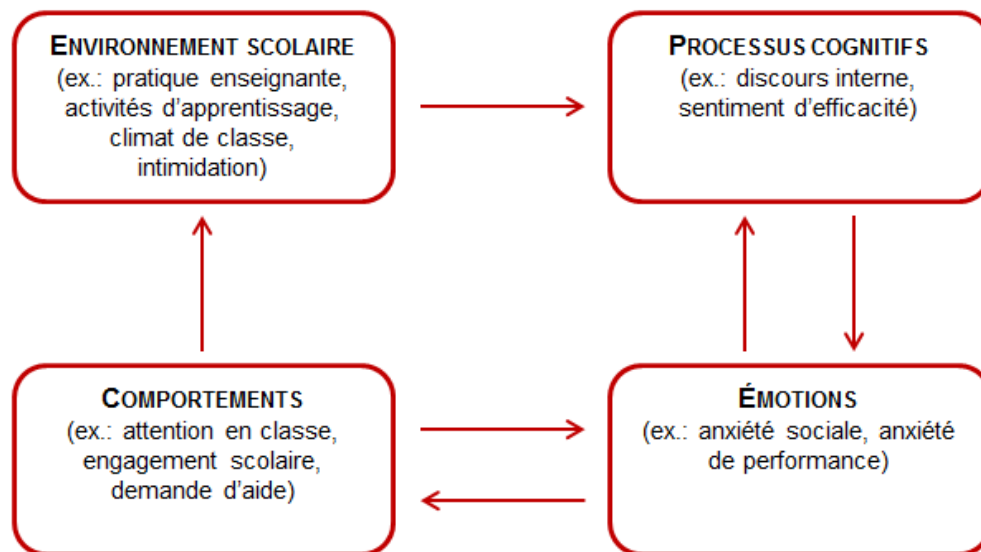 ENVIRONNEMENT SCOLAIRE
(ex.: pratique enseignante,
activités d'apprentissage,
climat de classe,
intimidation)
PROCESSUS COGNITIFS
(ex.: discours interne,
sentiment d'efficacité)
COMPORTEMENTS
(ex.: attention en classe,
engagement scolaire,
demande d'aide)
ÉMOTIONS
(ex.: anxiété sociale, anxiété
de performance)